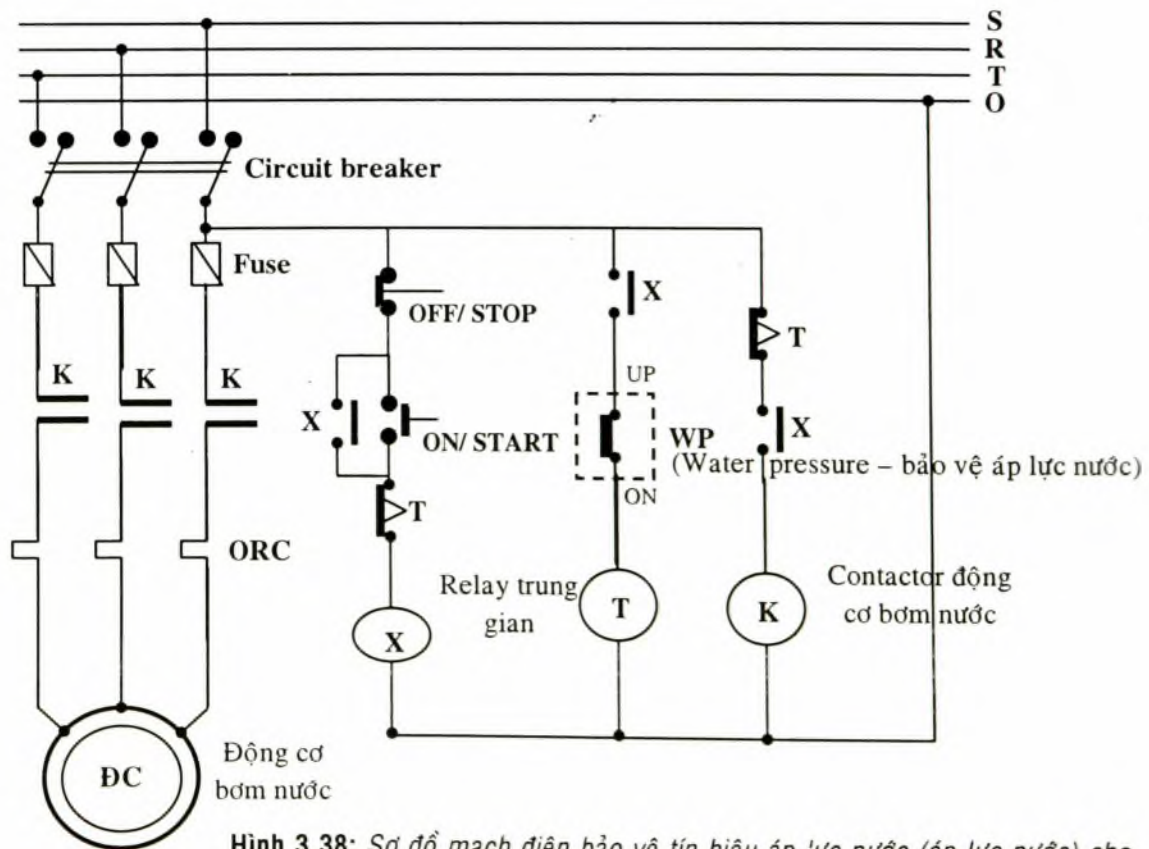 S
R
T
O
Circuit breaker
Fuse
OFF/ STOP
X
T
UP
K
K
K
X
ON/ START
WP
X
(Water pressure – bảo vệ áp lực nước)
ON
T
ORC
Relay trung
gian
Contactor động
cơ bơm nước
X
T
K
ĐC
Động cơ
bơm nước
Hình 3.38: Sơ đồ mạch điện bảo vệ tín hiệu áp lực nước (áp lực nước) cho